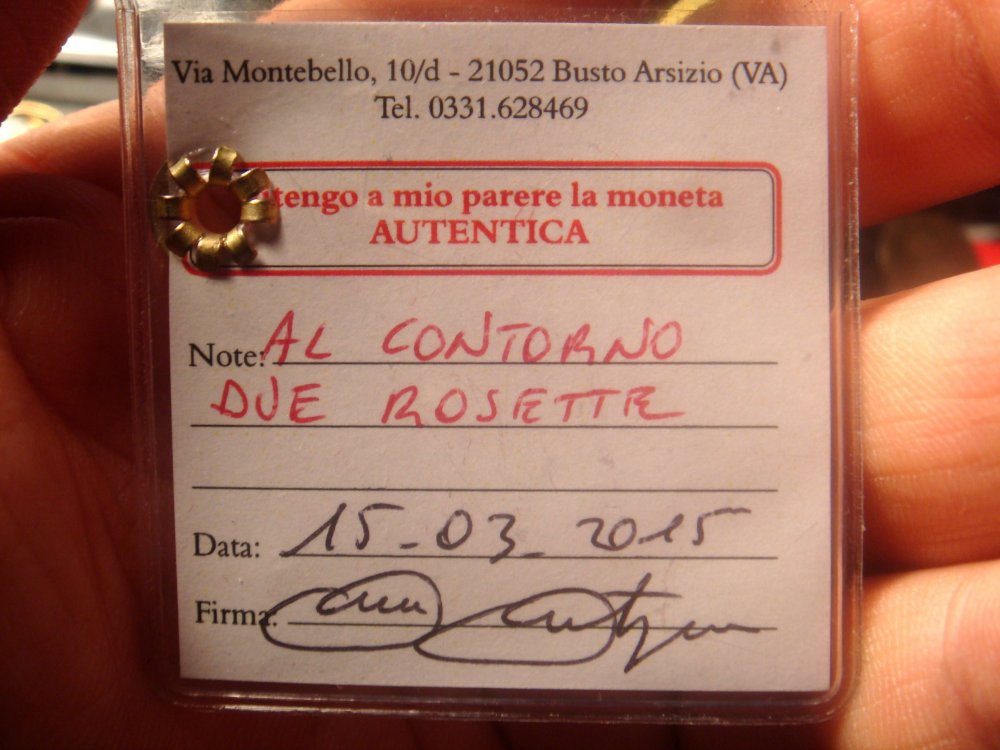 Via Montebello, 10/d - 21052 Busto Arsizio (VA)
Tel. 0331.628469
tengo a mio parere la moneta
AUTENTICA
Note: AL CONTORNO
DUE ROSETTE
Data: 15-03-2015
Firma: